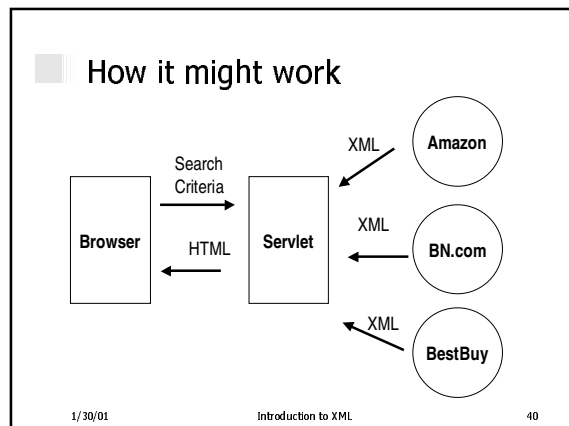 How it might work
Search
Criteria
Browser
HTML
Servlet
XML
Amazon
XML
BN.com
XML
BestBuy
1/30/01
Introduction to XML
40